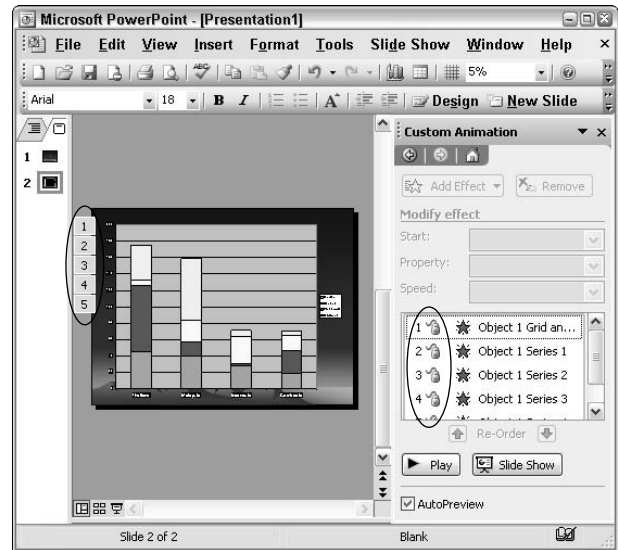 Microsoft PowerPoint - [Presentation1]
File Edit View Insert Format Tools Slide Show Window Help
5%
Arial 18 B I A Design New Slide
1
2
1
2
3
4
5
Custom Animation
Add Effect Remove
Modify effect
Start:
Property:
Speed:
1 Object 1 Grid an...
2 Object 1 Series 1
3 Object 1 Series 2
4 Object 1 Series 3
Re-Order
Play Slide Show
AutoPreview
Slide 2 of 2 Blank